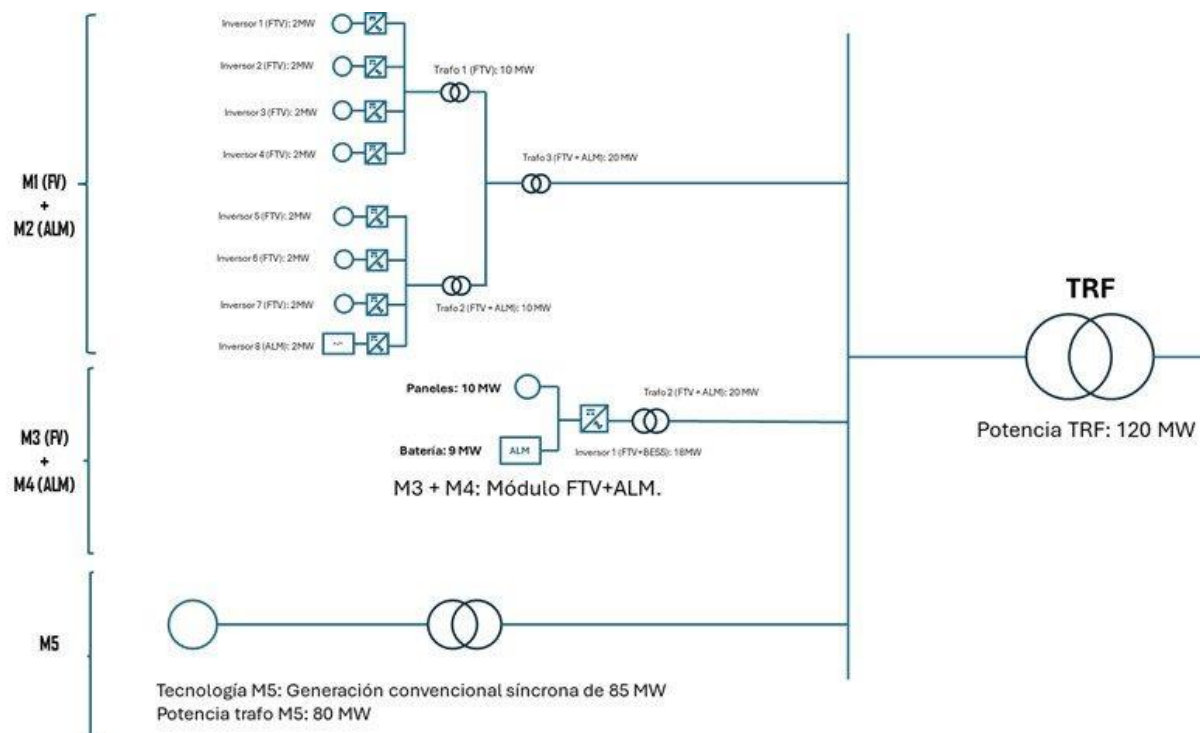 M1 (FV)
+
M2 (ALM)
Inversor 1 (FTV): 2MW
Inversor 2 (FTV): 2MW
Inversor 3 (FTV): 2MW
Inversor 4 (FTV): 2MW
Trafo 1 (FTV): 10 MW
Trafo 3 (FTV + ALM): 20 MW
Inversor 5 (FTV): 2MW
Inversor 6 (FTV): 2MW
Inversor 7 (FTV): 2MW
Inversor 8 (ALM): 2MW
Trafo 2 (FTV + ALM): 10 MW
TRF
Potencia TRF: 120 MW
M3 (FV)
+
M4 (ALM)
Paneles: 10 MW
Batería: 9 MW
ALM
Trafo 2 (FTV + ALM): 20 MW
Inversor 1 (FTV+BESS): 18MW
M3 + M4: Módulo FTV+ALM.
M5
Tecnología M5: Generación convencional síncrona de 85 MW
Potencia trafo M5: 80 MW